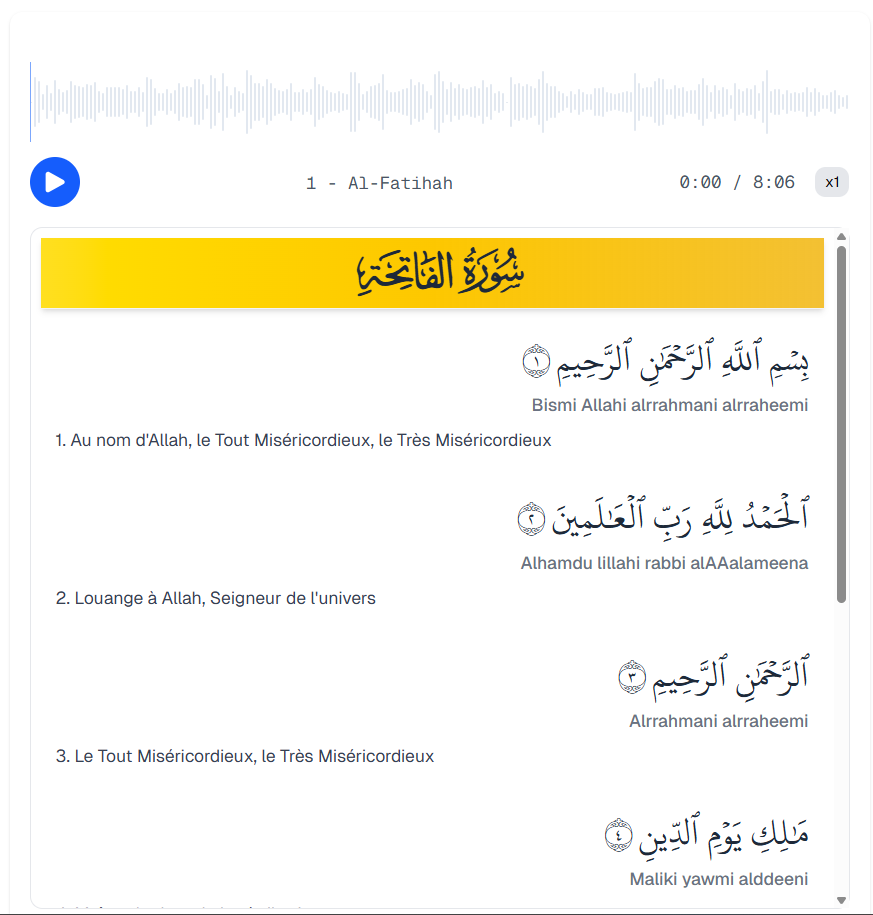 1 - Al-Fatihah
0:00 / 8:06
x1
سُورَةُ الفَاتِحَةِ
بِسْمِ ٱللَّهِ ٱلرَّحْمَٰنِ ٱلرَّحِيمِ ١
Bismi Allahi alrrahmani alrraheemi
1. Au nom d'Allah, le Tout Miséricordieux, le Très Miséricordieux
ٱلْحَمْدُ لِلَّهِ رَبِّ ٱلْعَـٰلَمِينَ ٢
Alhamdu lillahi rabbi alAAalameena
2. Louange à Allah, Seigneur de l'univers
ٱلرَّحْمَٰنِ ٱلرَّحِيمِ ٣
Alrrahmani alrraheemi
3. Le Tout Miséricordieux, le Très Miséricordieux
مَـٰلِكِ يَوْمِ ٱلدِّينِ ٤
Maliki yawmi alddeeni